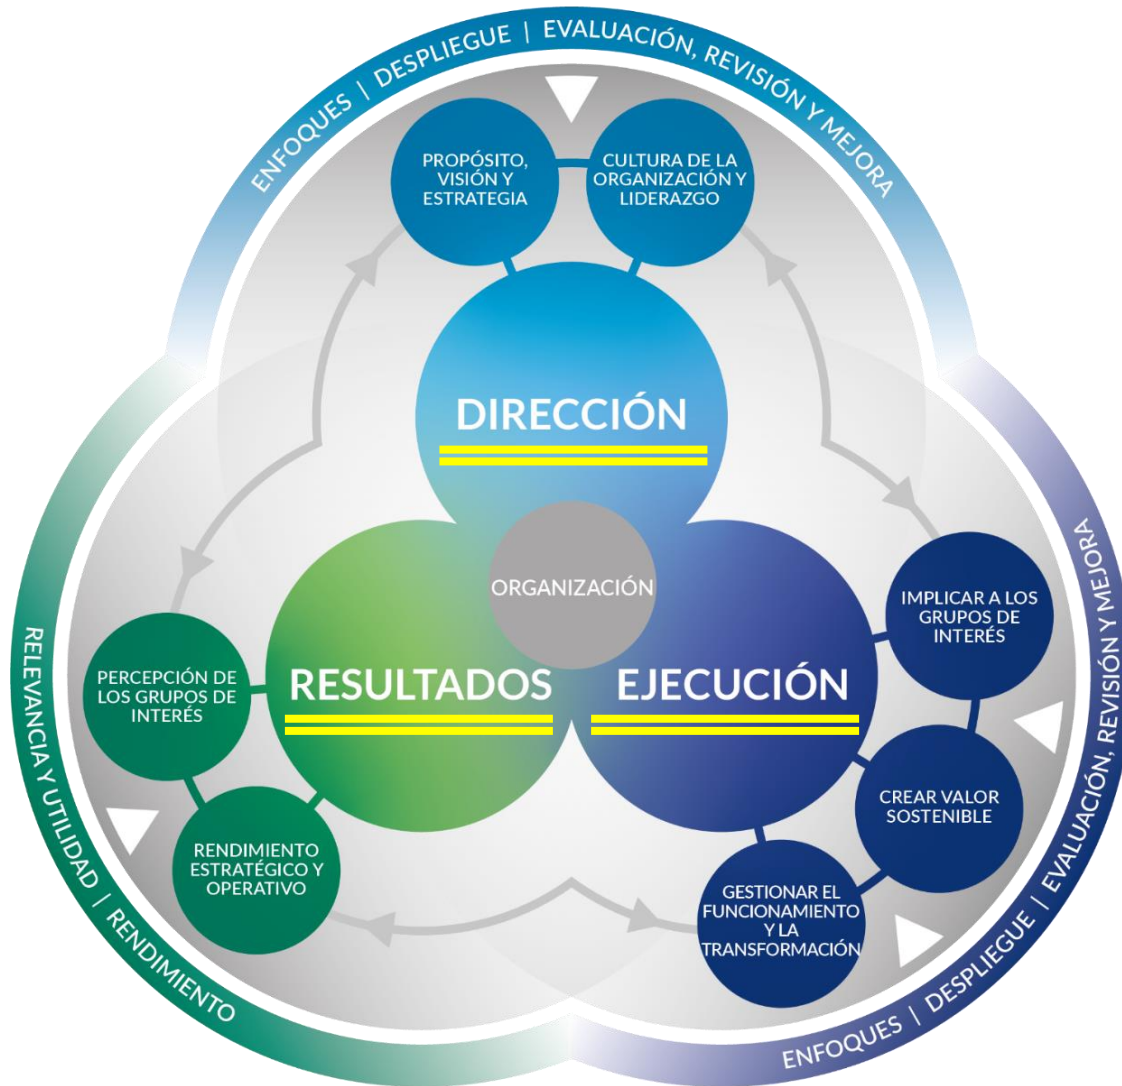 ENFOQUES | DESPLIEGUE | EVALUACIÓN, REVISIÓN Y MEJORA
PROPÓSITO,
VISIÓN Y
ESTRATEGIA
CULTURA DE LA
ORGANIZACIÓN Y
LIDERAZGO
DIRECCIÓN
ORGANIZACIÓN
RESULTADOS
EJECUCIÓN
IMPLICAR A LOS
GRUPOS DE
INTERÉS
CREAR VALOR
SOSTENIBLE
GESTIONAR EL
FUNCIONAMIENTO
Y LA
TRANSFORMACIÓN
ENFOQUES | DESPLIEGUE | EVALUACIÓN, REVISIÓN Y MEJORA
PERCEPCIÓN DE
LOS GRUPOS DE
INTERÉS
RENDIMIENTO
ESTRATÉGICO Y
OPERATIVO
RELEVANCIA Y UTILIDAD | RENDIMIENTO